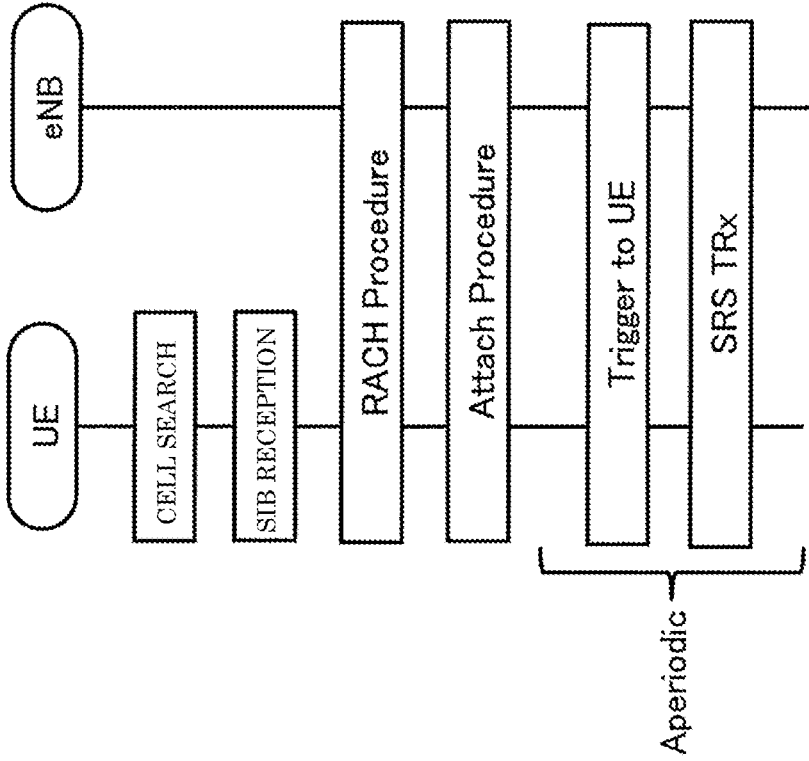 UE
eNB
CELL SEARCH
SIB RECEPTION
RACH Procedure
Attach Procedure
Trigger to UE
SRS TRx
Aperiodic